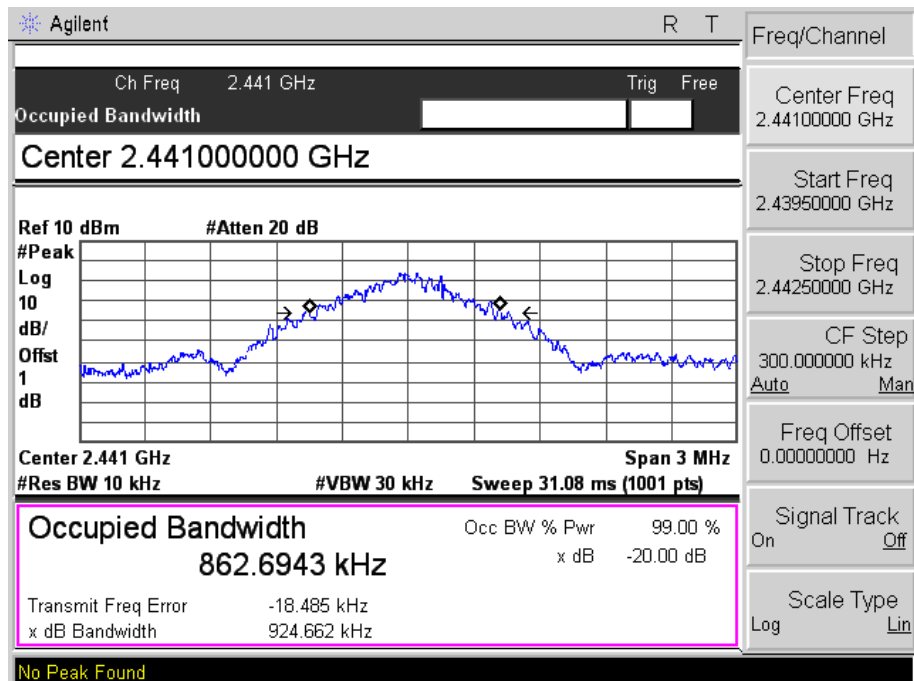 Agilent R T
Ch Freq 2.441 GHz Trig Free
Occupied Bandwidth
Center 2.441000000 GHz
Ref 10 dBm #Atten 20 dB
#Peak
Log
10
dB/
Offst
1
dB
Center 2.441 GHz Span 3 MHz
#Res BW 10 kHz #VBW 30 kHz Sweep 31.08 ms (1001 pts)
Occupied Bandwidth Occ BW % Pwr 99.00 %
862.6943 kHz x dB -20.00 dB
Transmit Freq Error -18.485 kHz
x dB Bandwidth 924.662 kHz
No Peak Found
Freq/Channel
Center Freq
2.44100000 GHz
Start Freq
2.43950000 GHz
Stop Freq
2.44250000 GHz
CF Step
300.000000 kHz
Auto Man
Freq Offset
0.00000000 Hz
Signal Track
On Off
Scale Type
Log Lin